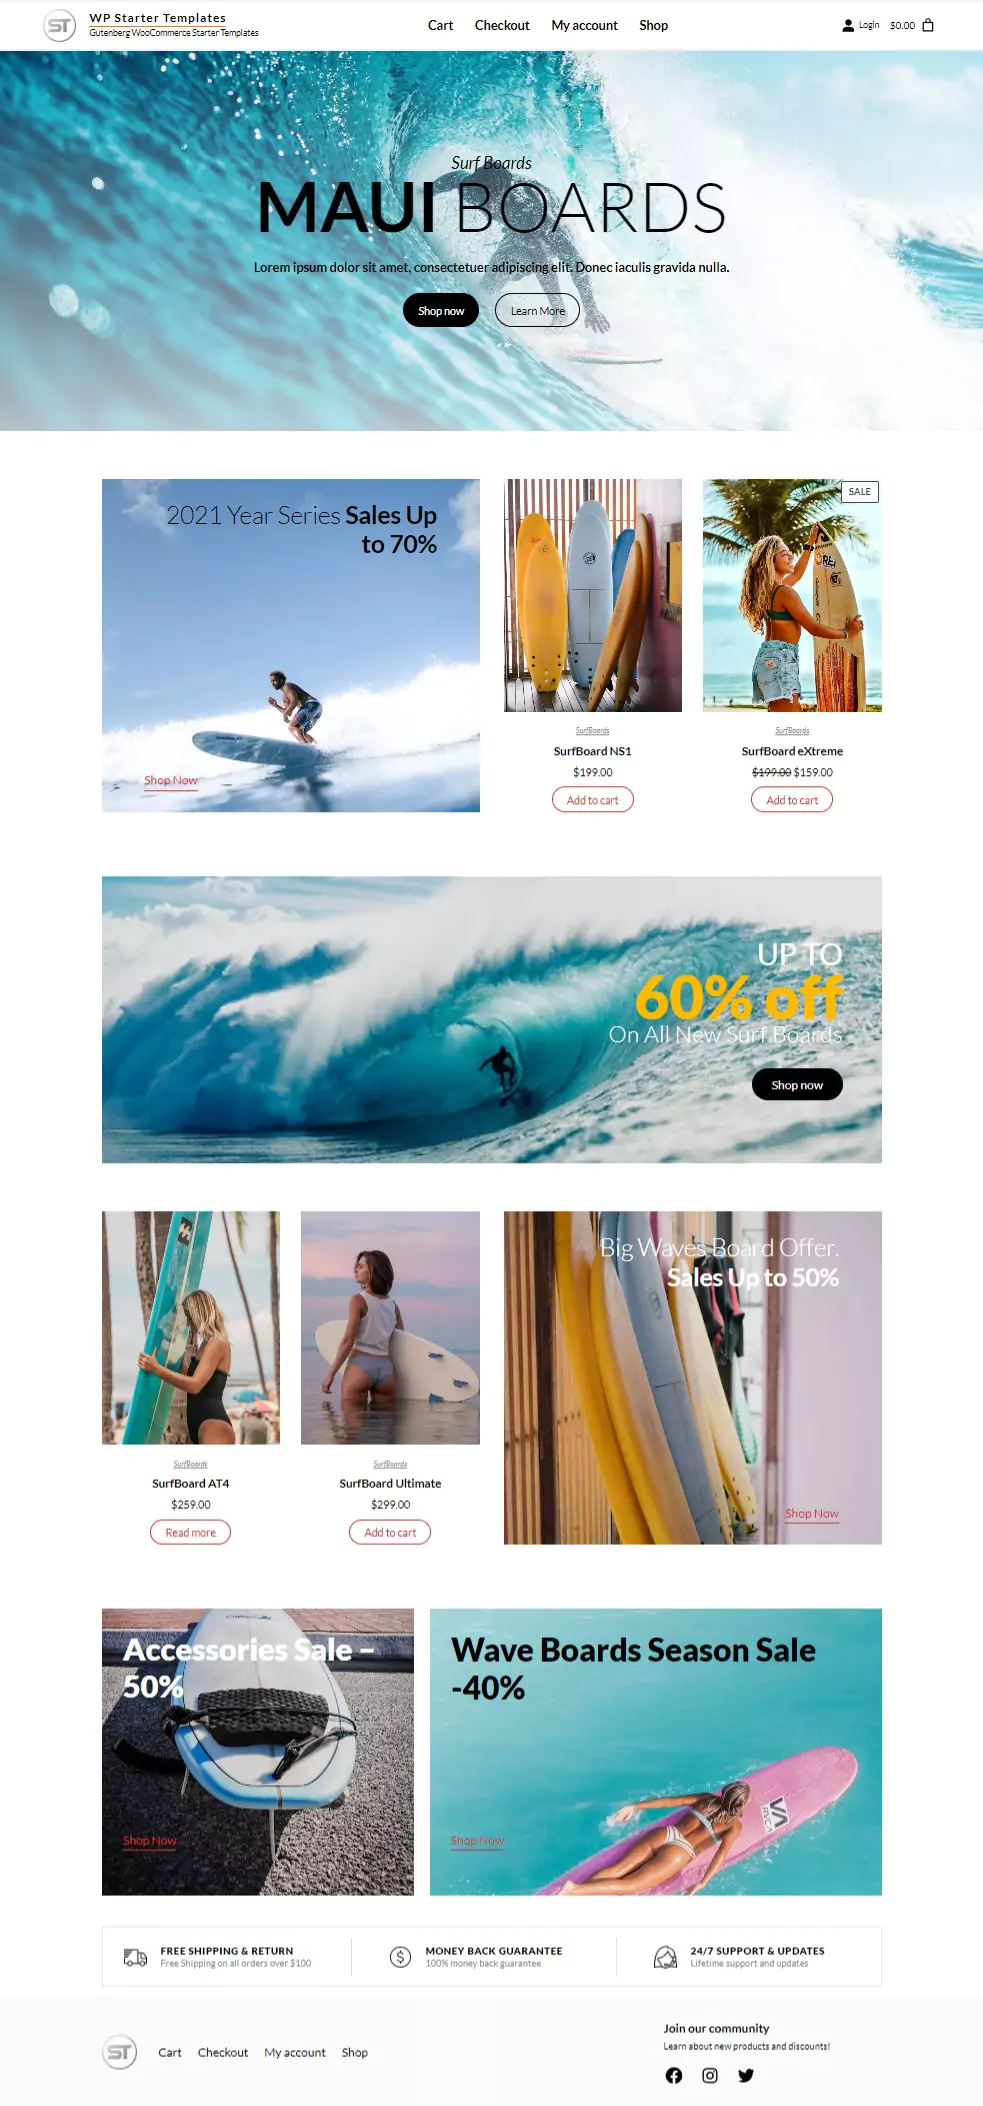 ST
WP Starter Templates
Gutenberg WooCommerce Starter Templates
Cart Checkout My account Shop
Login $0.00
Surf Boards
MAUI BOARDS
Lorem ipsum dolor sit amet, consectetuer adipiscing elit. Donec iaculis gravida nulla.
Shop now Learn More
2021 Year Series Sales Up
to 70%
Shop Now
SurfBoards
SurfBoard NS1
$199.00
Add to cart
SALE
SurfBoards
SurfBoard eXtreme
$199.00 $159.00
Add to cart
UP TO
60% off
On All New Surf Boards
Shop now
SurfBoards
SurfBoard AT4
$259.00
Read more
SurfBoards
SurfBoard Ultimate
$299.00
Add to cart
Big Waves Board Offer.
Sales Up to 50%
Shop Now
Accessories Sale –
50%
Shop Now
Wave Boards Season Sale
-40%
VA
RVCA
Shop Now
FREE SHIPPING & RETURN
Free Shipping on all orders over $100
MONEY BACK GUARANTEE
100% money back guarantee
24/7 SUPPORT & UPDATES
Lifetime support and updates
ST
Cart Checkout My account Shop
Join our community
Learn about new products and discounts!